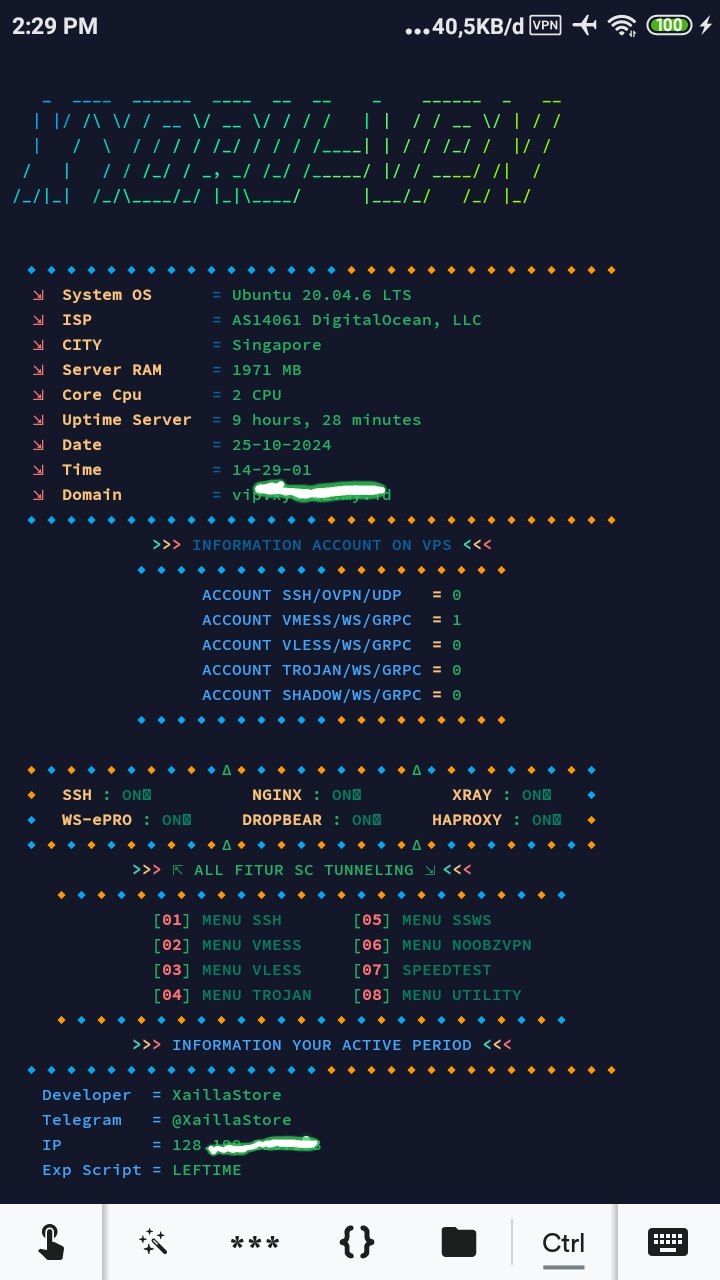 2:29 PM ...40,5KB/d VPN 100
System OS = Ubuntu 20.04.6 LTS
ISP = AS14061 DigitalOcean, LLC
CITY = Singapore
Server RAM = 1971 MB
Core Cpu = 2 CPU
Uptime Server = 9 hours, 28 minutes
Date = 25-10-2024
Time = 14-29-01
Domain =
>>> INFORMATION ACCOUNT ON VPS <<<
ACCOUNT SSH/OVPN/UDP = 0
ACCOUNT VMESS/WS/GRPC = 1
ACCOUNT VLESS/WS/GRPC = 0
ACCOUNT TROJAN/WS/GRPC = 0
ACCOUNT SHADOW/WS/GRPC = 0
SSH : ON NGINX : ON XRAY : ON
WS-ePRO : ON DROPBEAR : ON HAPROXY : ON
>>> ⇱ ALL FITUR SC TUNNELING ⇲ <<<
[01] MENU SSH [05] MENU SSWS
[02] MENU VMESS [06] MENU NOOBZVPN
[03] MENU VLESS [07] SPEEDTEST
[04] MENU TROJAN [08] MENU UTILITY
>>> INFORMATION YOUR ACTIVE PERIOD <<<
Developer = XaillaStore
Telegram = @XaillaStore
IP = 128.
Exp Script = LEFTIME
*** {} Ctrl